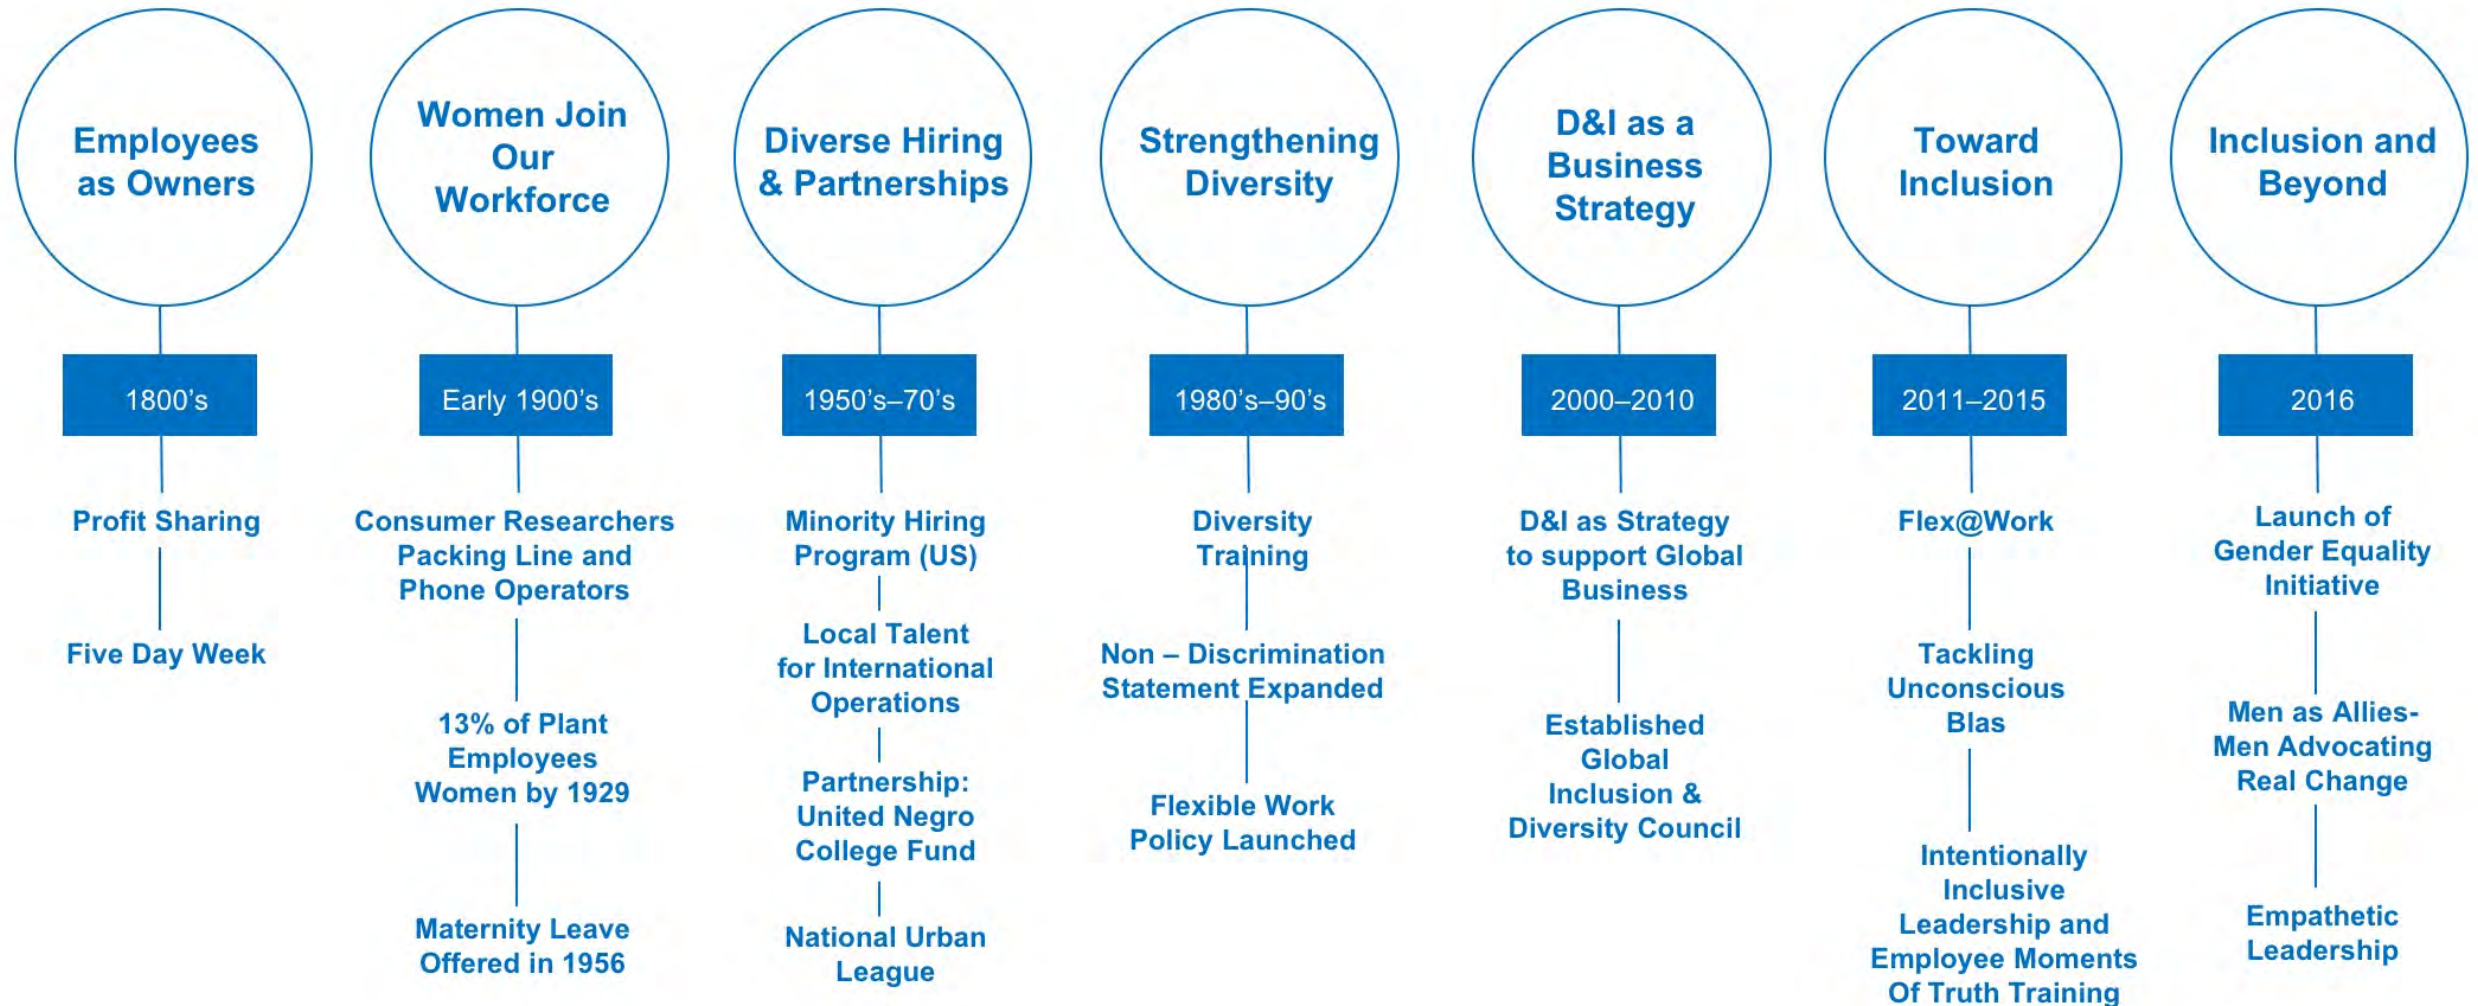 Employees
as Owners
1800’s
Profit Sharing
Five Day Week
Women Join
Our
Workforce
Early 1900’s
Consumer Researchers
Packing Line and
Phone Operators
13% of Plant
Employees
Women by 1929
Maternity Leave
Offered in 1956
Diverse Hiring
& Partnerships
1950’s–70’s
Minority Hiring
Program (US)
Local Talent
for International
Operations
Partnership:
United Negro
College Fund
National Urban
League
Strengthening
Diversity
1980’s–90’s
Diversity
Training
Non – Discrimination
Statement Expanded
Flexible Work
Policy Launched
D&I as a
Business
Strategy
2000–2010
D&I as Strategy
to support Global
Business
Established
Global
Inclusion &
Diversity Council
Toward
Inclusion
2011–2015
Flex@Work
Tackling
Unconscious
Blas
Intentionally
Inclusive
Leadership and
Employee Moments
Of Truth Training
Inclusion and
Beyond
2016
Launch of
Gender Equality
Initiative
Men as Allies-
Men Advocating
Real Change
Empathetic
Leadership